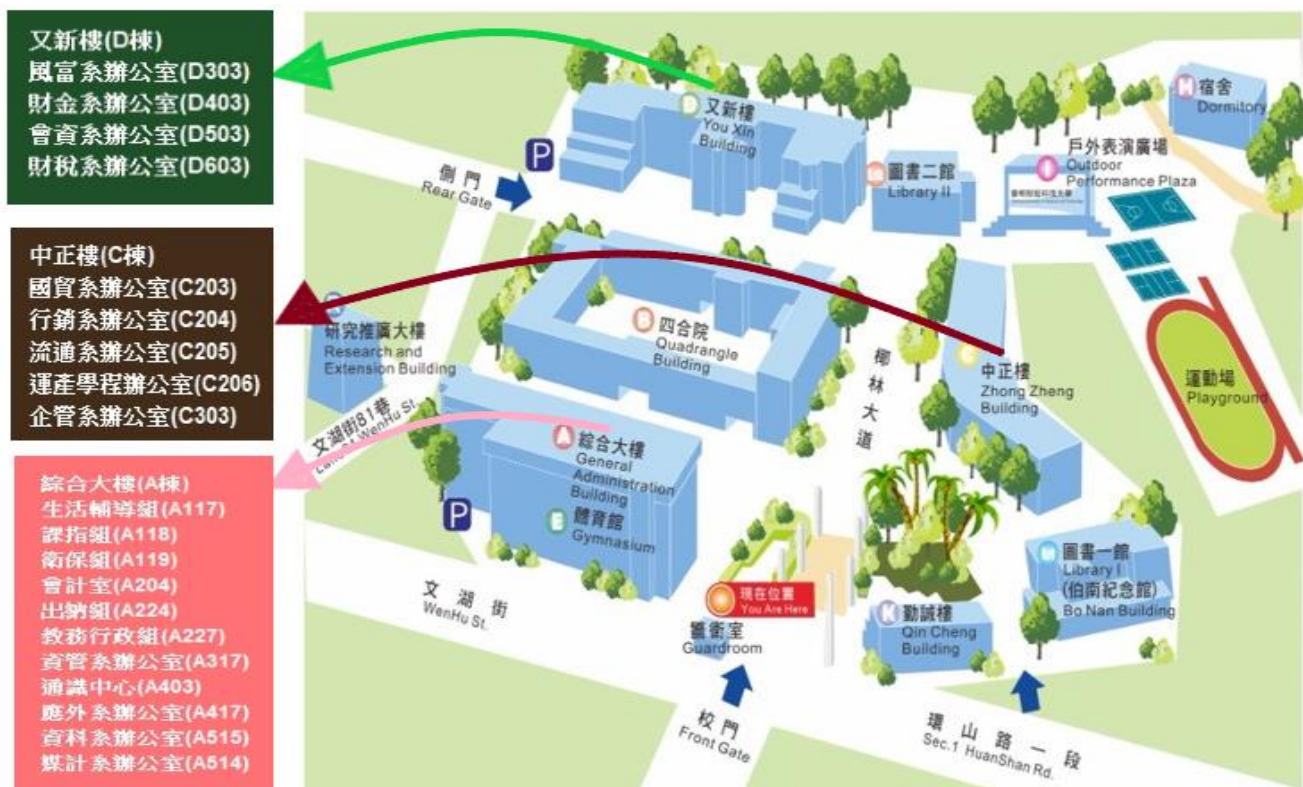 又新樓(D棟)
風富系辦公室(D303)
財金系辦公室(D403)
會資系辦公室(D503)
財稅系辦公室(D603)
中正樓(C棟)
國貿系辦公室(C203)
行銷系辦公室(C204)
流通系辦公室(C205)
運產學程辦公室(C206)
企管系辦公室(C303)
綜合大樓(A棟)
生活輔導組(A117)
課指組(A118)
衛保組(A119)
會計室(A204)
出納組(A224)
教務行政組(A227)
資管系辦公室(A317)
通識中心(A403)
應外系辦公室(A417)
資科系辦公室(A515)
媒計系辦公室(A514)
D 又新樓
You Xin
Building
P
側門
Rear Gate
圖書二館
Library II
H 宿舍
Dormitory
I 戶外表演廣場
Outdoor
Performance Plaza
研究推廣大樓
Research and
Extension Building
B 四合院
Quadrangle
Building
椰林大道
C 中正樓
Zhong Zheng
Building
運動場
Playground
文湖街81巷
WenHu St.
A 綜合大樓
General
Administration
Building
E 體育館
Gymnasium
P
文湖街
WenHu St.
現在位置
You Are Here
警衛室
Guardroom
K 勤誠樓
Qin Cheng
Building
圖書一館
Library I
(伯南紀念館)
Bo Nan Building
校門
Front Gate
環山路一段
Sec.1 HuanShan Rd.